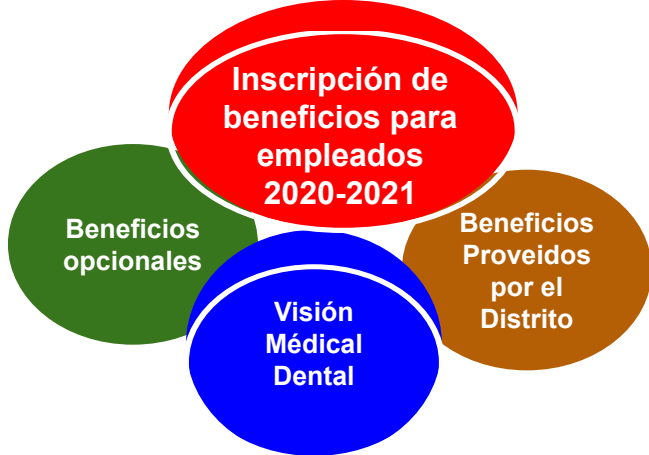 Inscripción de
beneficios para
empleados
2020-2021
Beneficios
opcionales
Beneficios
Proveidos
por el
Distrito
Visión
Médical
Dental